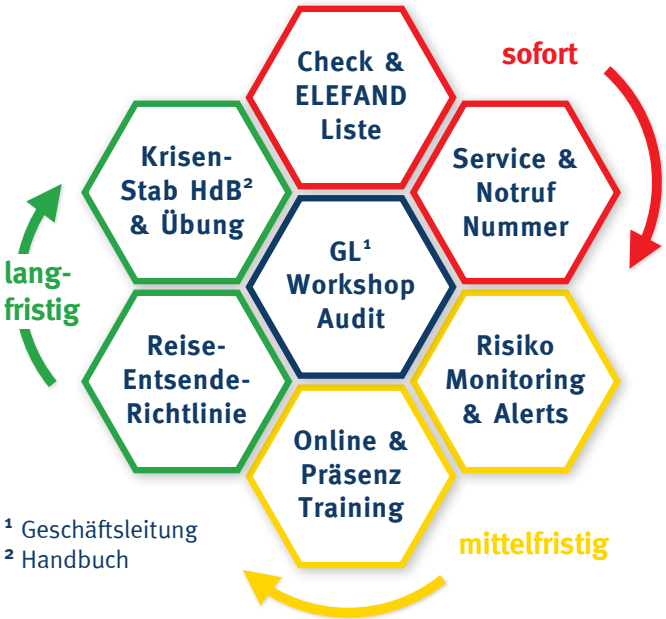 Check &
ELEFAND
Liste
sofort
Service &
Notruf
Nummer
Risiko
Monitoring
& Alerts
mittelfristig
Online &
Präsenz
Training
Reise-
Entsende-
Richtlinie
lang-
fristig
Krisen-
Stab HdB²
& Übung
GL¹
Workshop
Audit
¹ Geschäftsleitung
² Handbuch